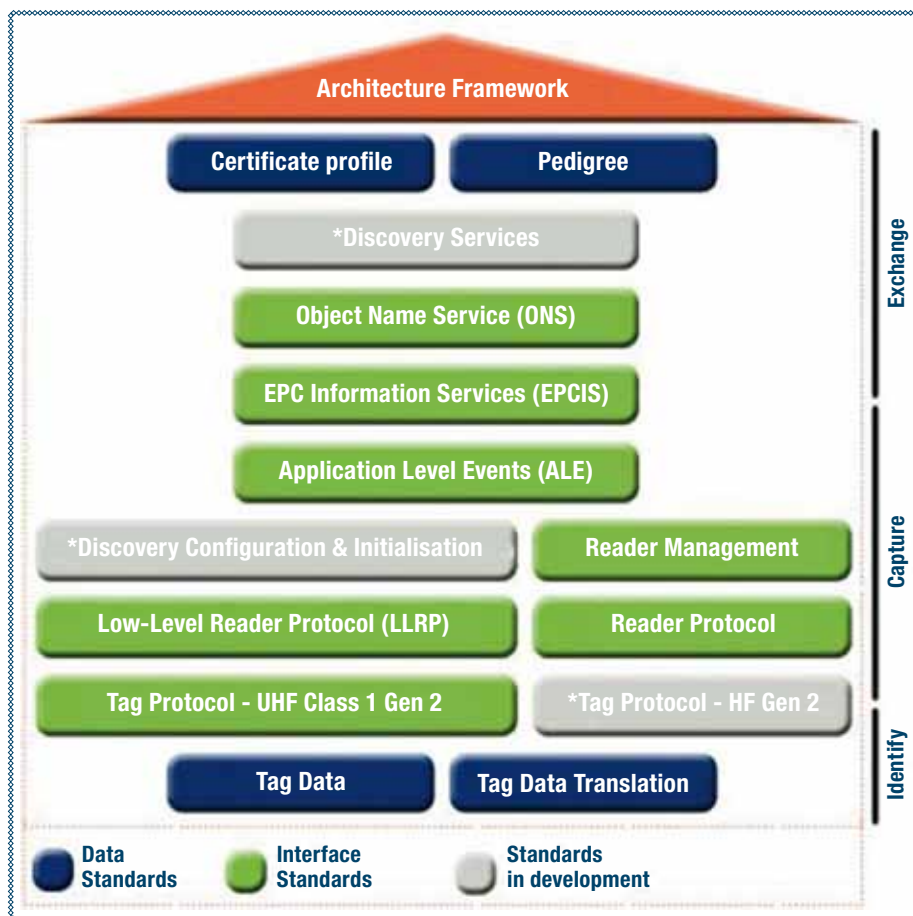 Architecture Framework
Certificate profile
Pedigree
*Discovery Services
Object Name Service (ONS)
EPC Information Services (EPCIS)
Application Level Events (ALE)
*Discovery Configuration & Initialisation
Reader Management
Low-Level Reader Protocol (LLRP)
Reader Protocol
Tag Protocol - UHF Class 1 Gen 2
*Tag Protocol - HF Gen 2
Tag Data
Tag Data Translation
Exchange
Capture
Identify
Data
Standards
Interface
Standards
Standards
in development